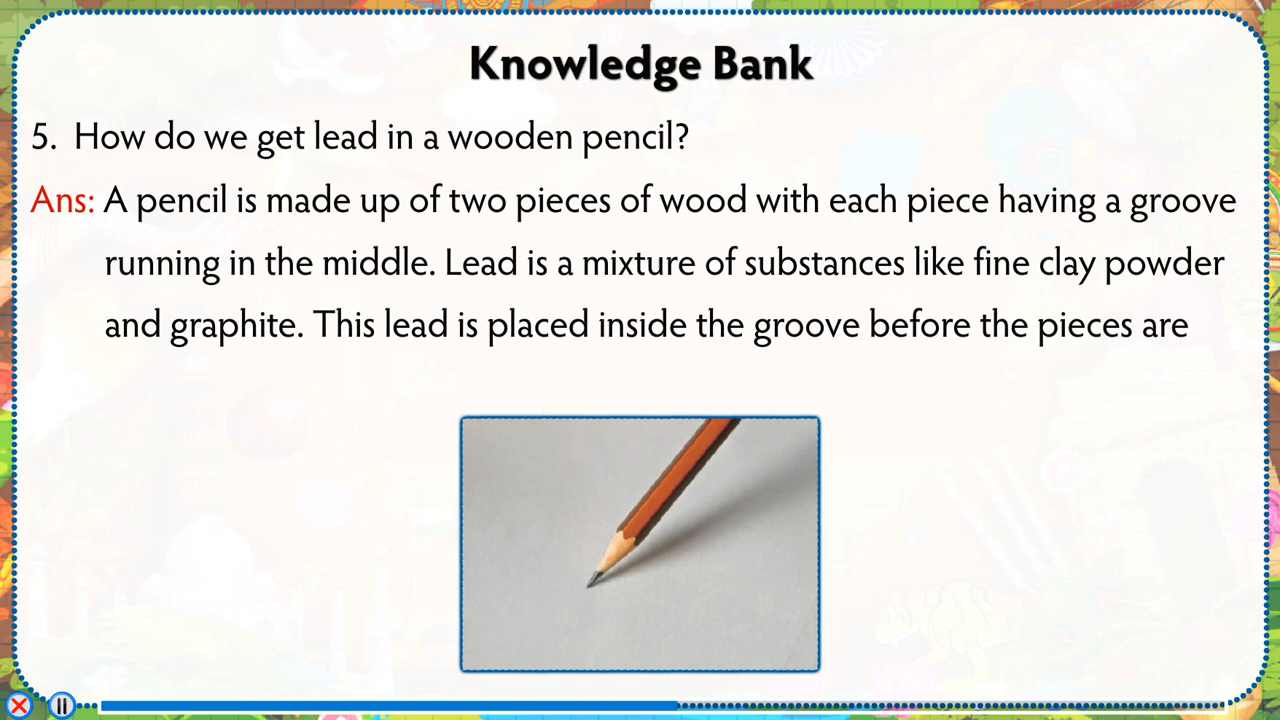 Knowledge Bank
5. How do we get lead in a wooden pencil?
Ans: A pencil is made up of two pieces of wood with each piece having a groove
running in the middle. Lead is a mixture of substances like fine clay powder
and graphite. This lead is placed inside the groove before the pieces are